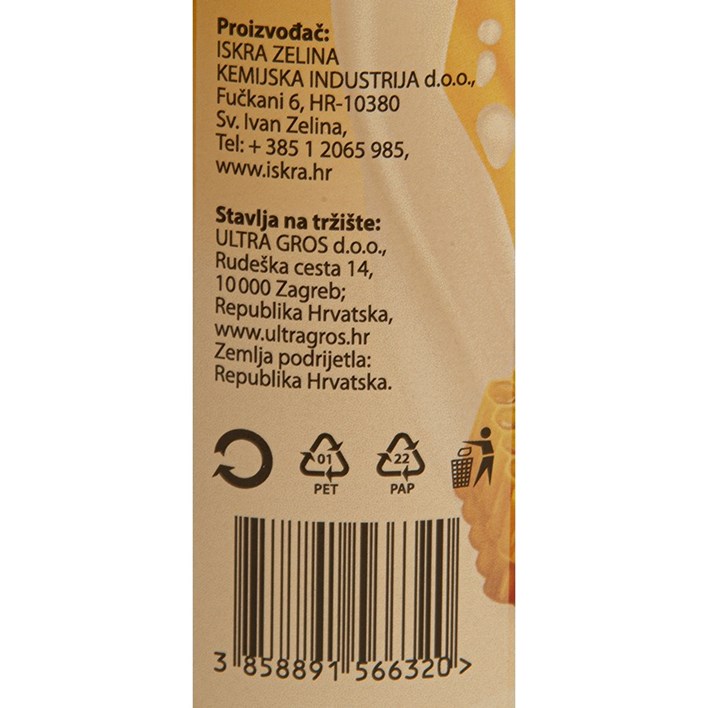 Proizvođač:
ISKRA ZELINA
KEMIJSKA INDUSTRIJA d.o.o.,
Fučkani 6, HR-10380
Sv. Ivan Zelina,
Tel: + 385 1 2065 985,
www.iskra.hr
Stavlja na tržište:
ULTRA GROS d.o.o.,
Rudeška cesta 14,
10000 Zagreb;
Republika Hrvatska,
www.ultragros.hr
Zemlja podrijetla:
Republika Hrvatska.
01 22
PET PAP
3 858891 566320 >